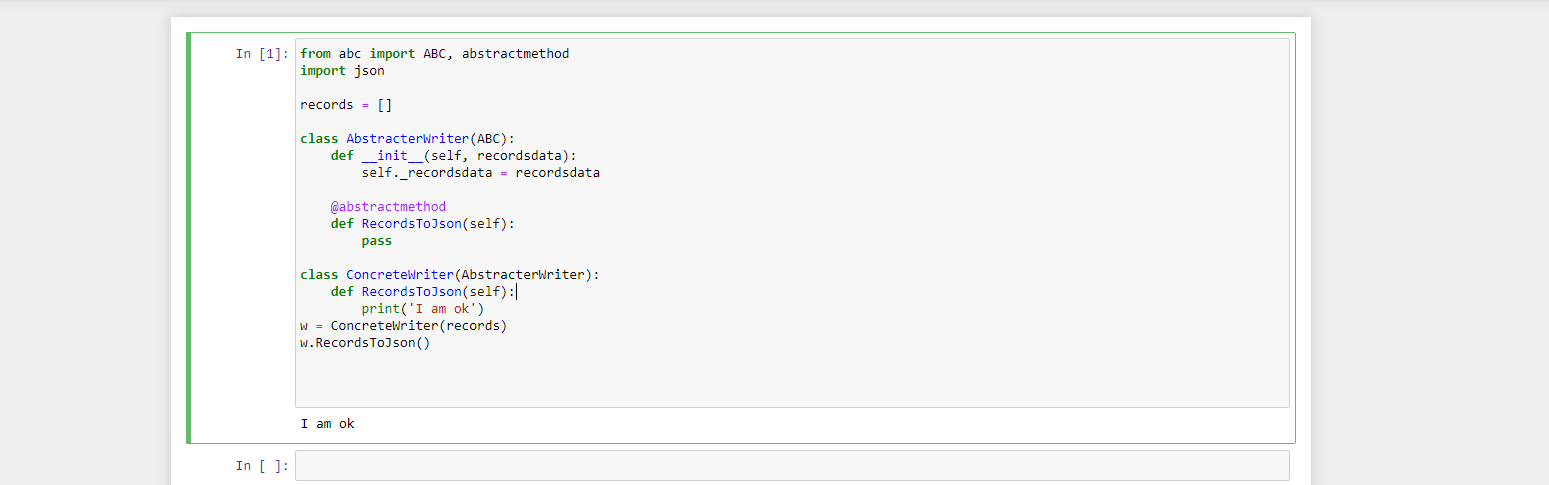 In [1]: from abc import ABC, abstractmethod
import json
records = []
class AbstracterWriter(ABC):
    def __init__(self, recordsdata):
        self._recordsdata = recordsdata
    @abstractmethod
    def RecordsToJson(self):
        pass
class ConcreteWriter(AbstracterWriter):
    def RecordsToJson(self):
        print('I am ok')
w = ConcreteWriter(records)
w.RecordsToJson()
I am ok
In [ ]: